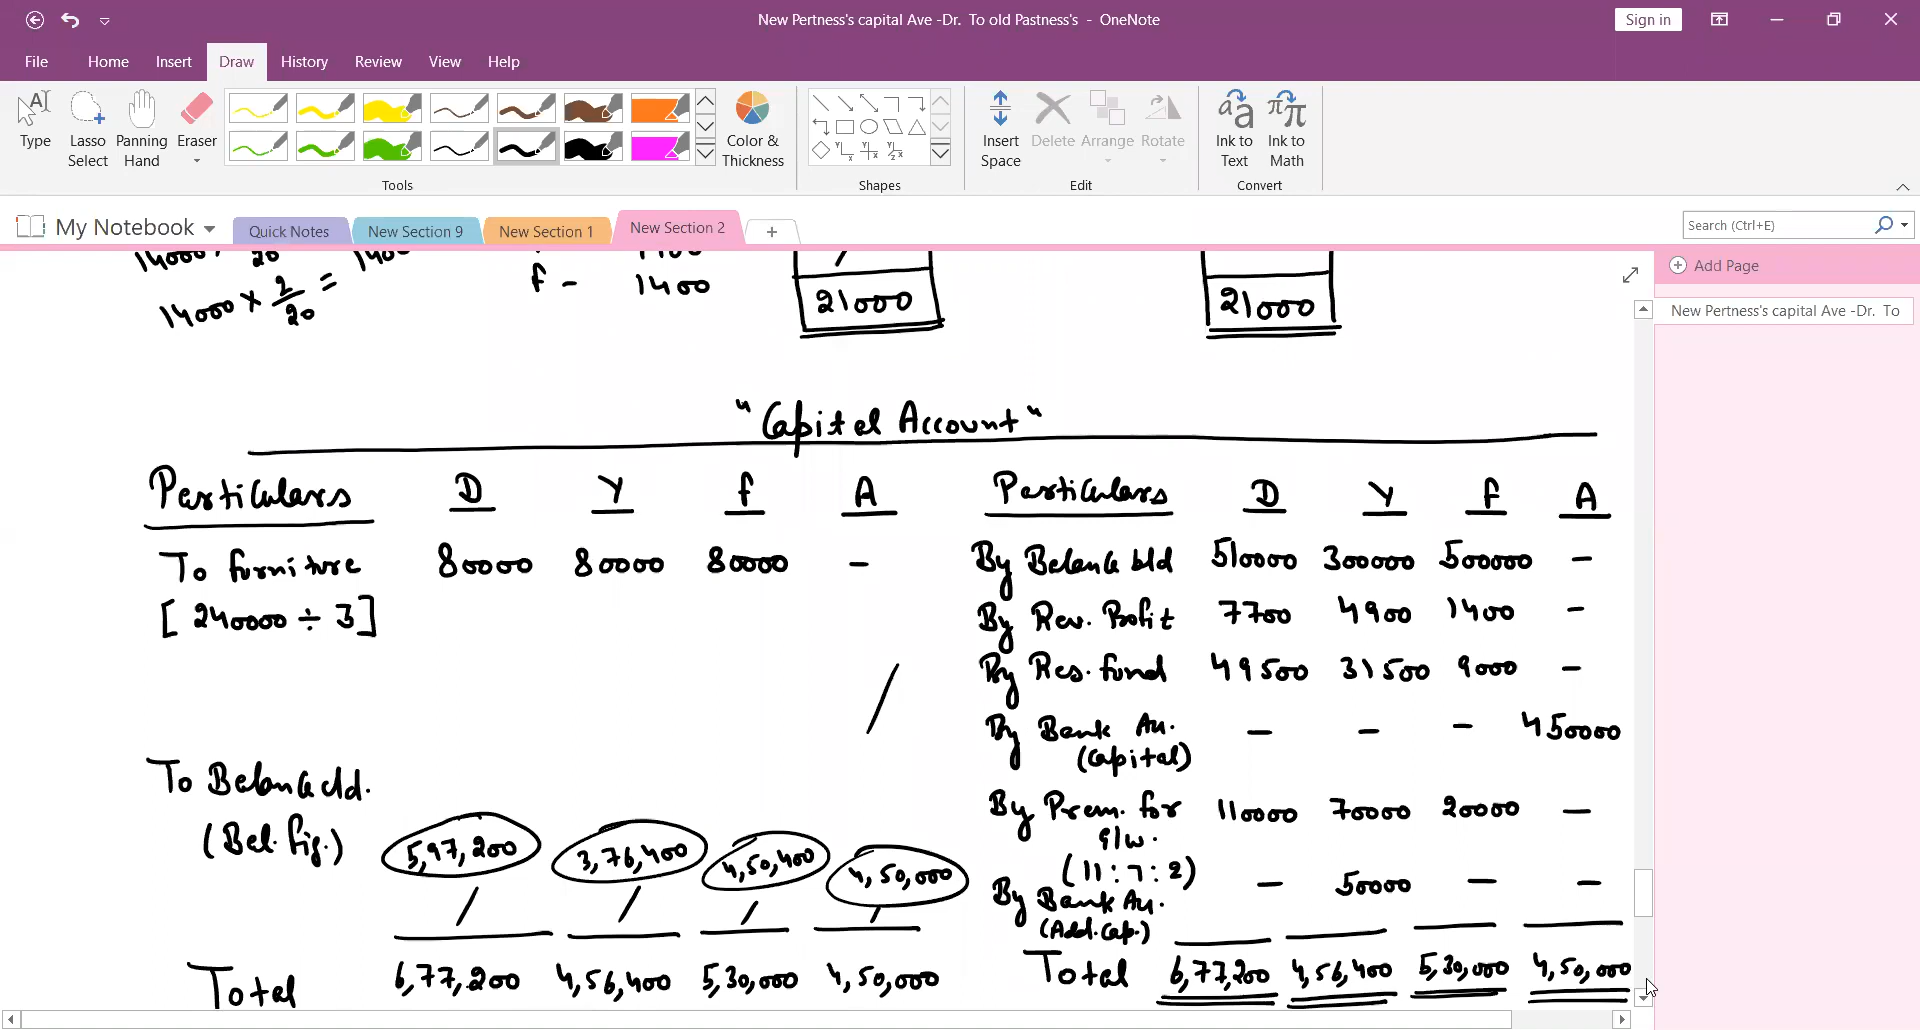 New Pertness's capital Ave -Dr. To old Pastness's - OneNote
Sign in
File Home Insert Draw History Review View Help
Type
Lasso Select
Panning Hand
Eraser
Color & Thickness
Insert Space
Delete
Arrange
Rotate
Ink to Text
Ink to Math
Tools
Shapes
Edit
Convert
My Notebook
Quick Notes
New Section 9
New Section 1
New Section 2
Search (Ctrl+E)
Add Page
New Pertness's capital Ave -Dr. To
14000 × 2/20 =
f - 1400
21000
21000
"Capital Account"
Particulars D Y F A
Particulars D Y F A
To furniture 80000 80000 80000 -
[240000 ÷ 3]
By Balance bld 510000 300000 500000 -
By Rev. Profit 7700 4900 1400 -
By Res. fund 49500 31500 9000 -
By Bank A/c. - - - 450000
(Capital)
To Balance c/d.
(Bal. fig.)
5,97,200 3,76,400 4,50,400 4,50,000
By Prem. for 110000 70000 20000 -
g/w.
(11:7:2)
By Bank A/c. - 50000 - -
(Add. Cap.)
Total 6,77,200 4,56,400 5,30,000 4,50,000
Total 6,77,200 4,56,400 5,30,000 4,50,000